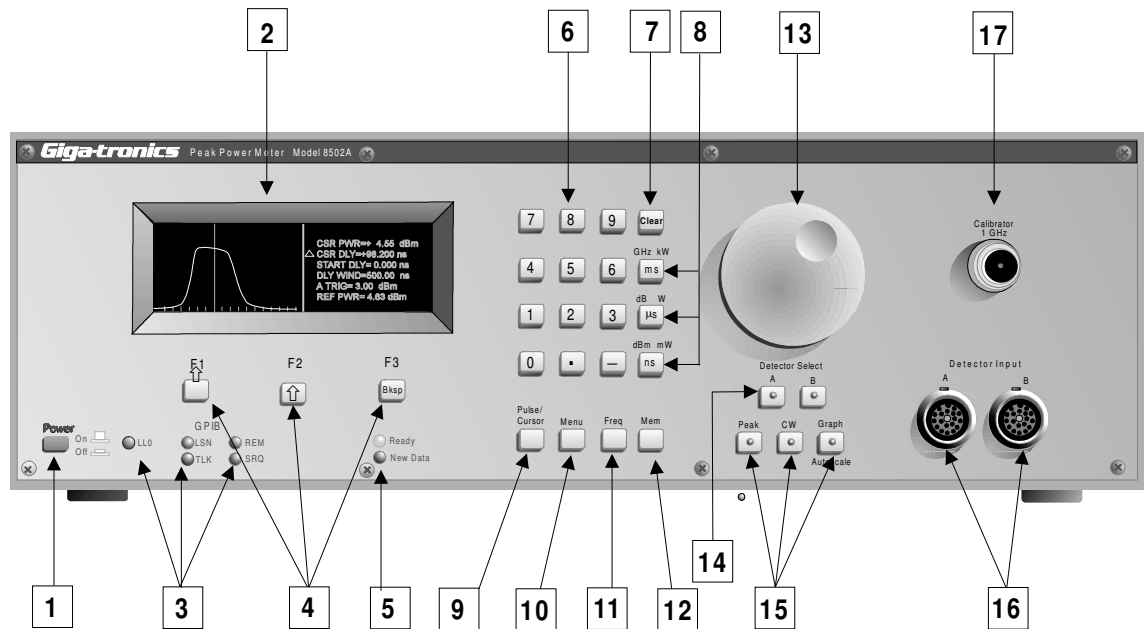 2
6
7
8
13
17
Giga-tronics Peak Power Meter Model 8502A
CSR PWR=+ 4.55 dBm
CSR DLY=+96.200 ns
START DLY= 0.000 ns
DLY WIND=500.00 ns
A TRIG= 3.00 dBm
REF PWR= 4.63 dBm
7 8 9 Clear
GHz kW
4 5 6 ms
dB W
1 2 3 µs
dBm mW
0 . – ns
Calibrator
1 GHz
F1 F2 F3
Bksp
Power
On
Off
GPIB
LL0
LSN
REM
TLK
SRQ
Ready
New Data
Pulse/
Cursor
Menu
Freq
Mem
Detector Select
A B
Peak CW Graph
Autoscale
Detector Input
A B
1
3
4
5
9
10
11
12
14
15
16